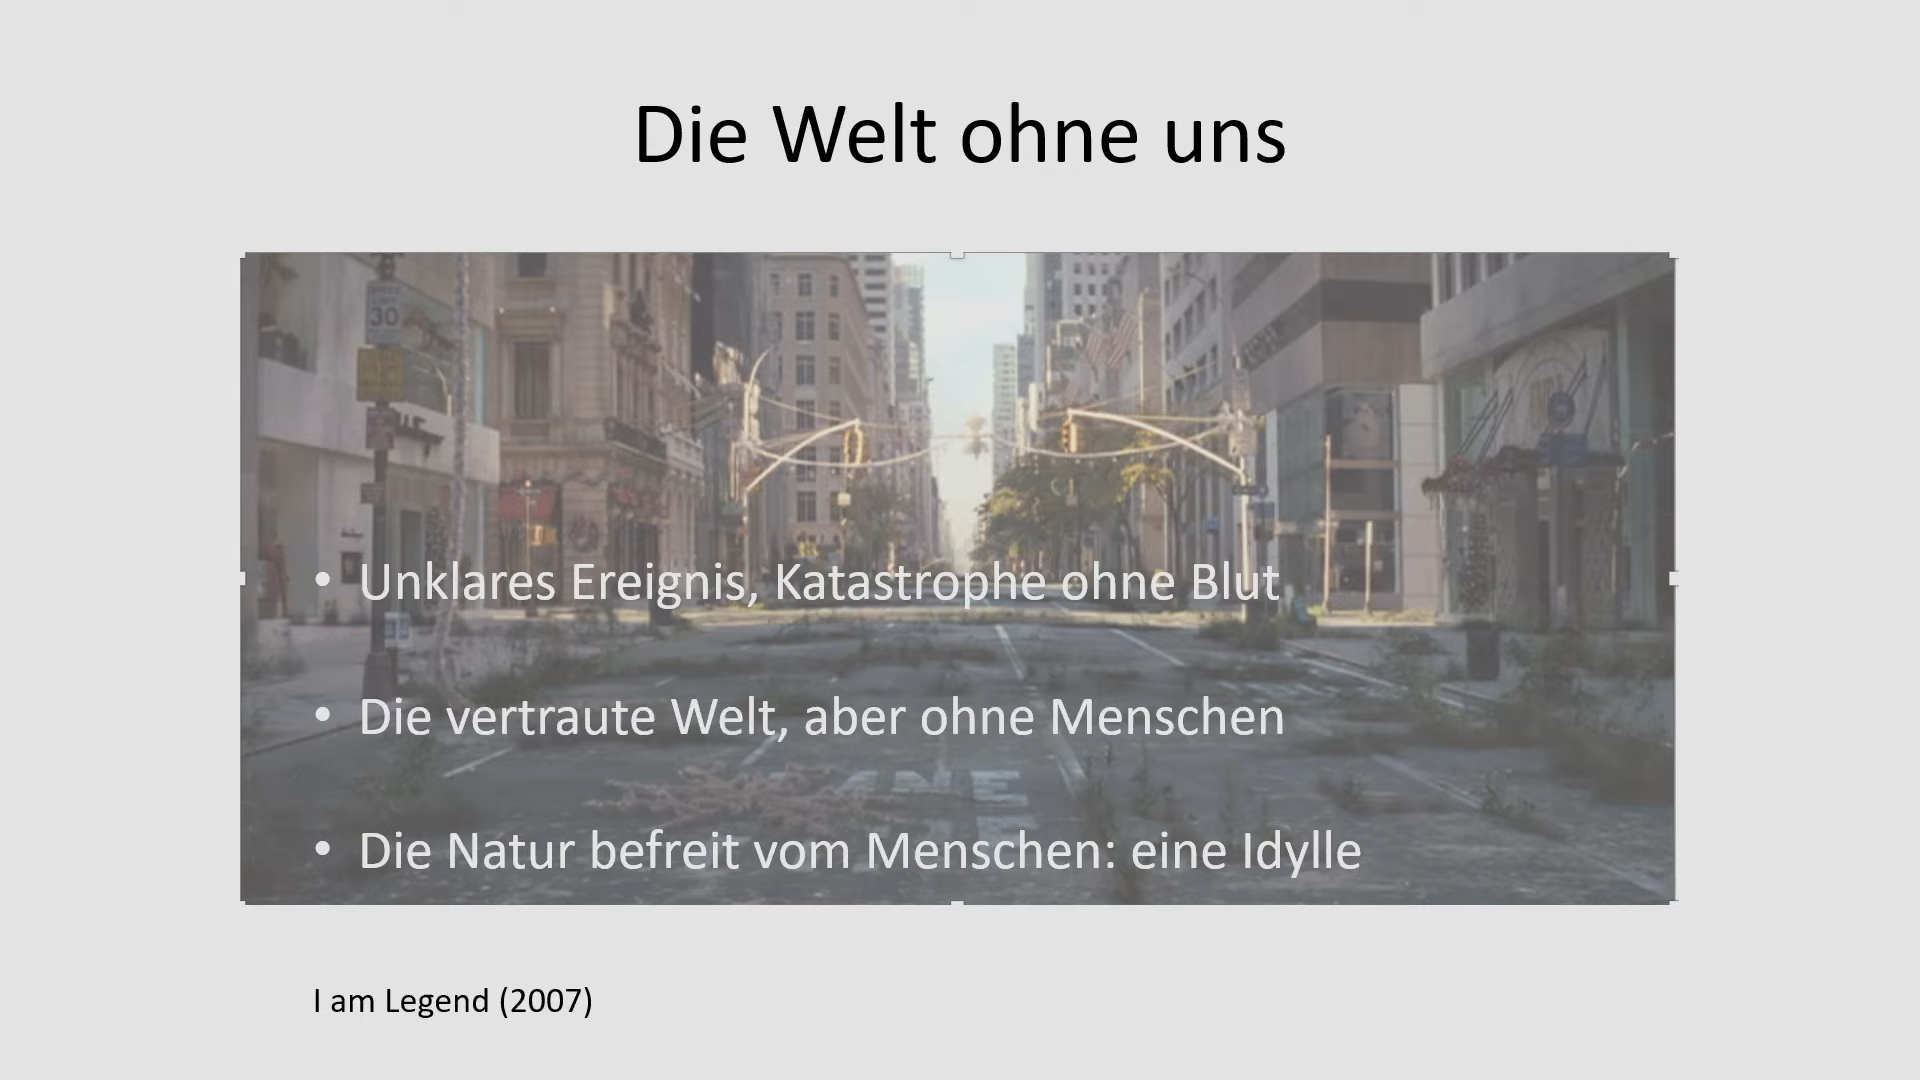 Die Welt ohne uns
30
• Unklares Ereignis, Katastrophe ohne Blut
• Die vertraute Welt, aber ohne Menschen
• Die Natur befreit vom Menschen: eine Idylle
I am Legend (2007)